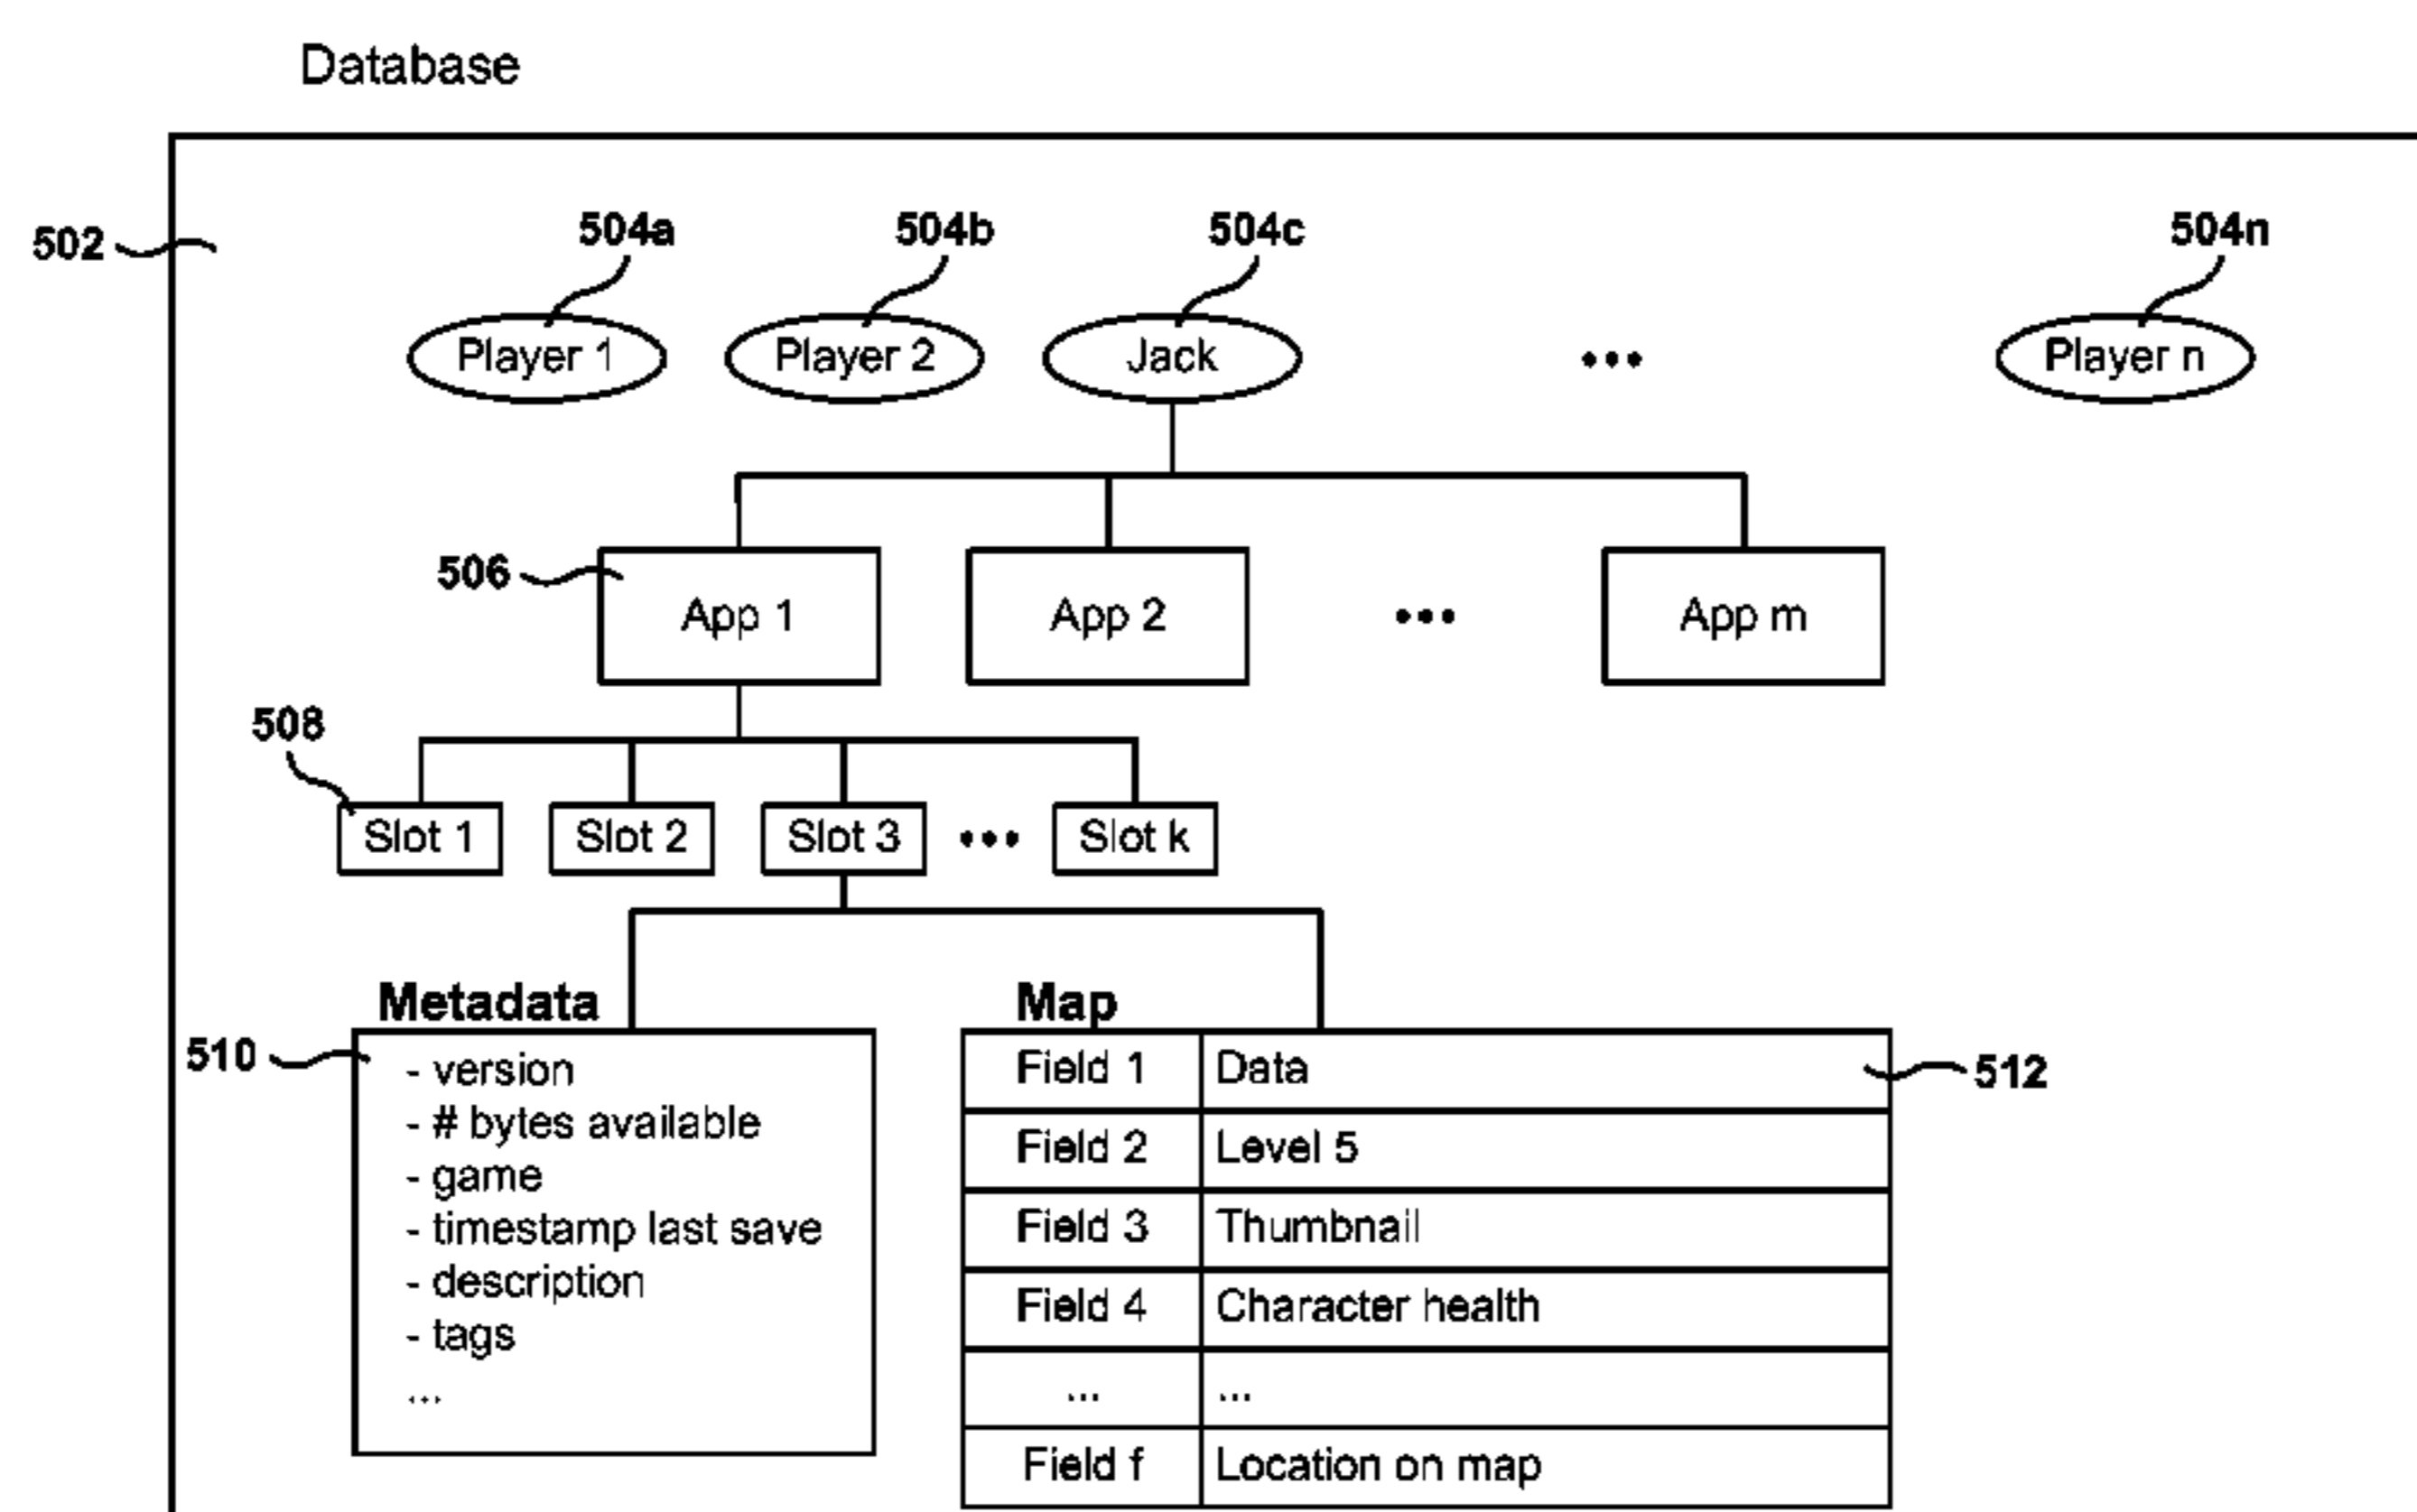 Database
502
504a 504b 504c 504n
Player 1 Player 2 Jack ••• Player n
506
App 1 App 2 ••• App m
508
Slot 1 Slot 2 Slot 3 ••• Slot k
Metadata
510
- version
- # bytes available
- game
- timestamp last save
- description
- tags
...
Map
512
Field 1 Data
Field 2 Level 5
Field 3 Thumbnail
Field 4 Character health
... ...
Field f Location on map